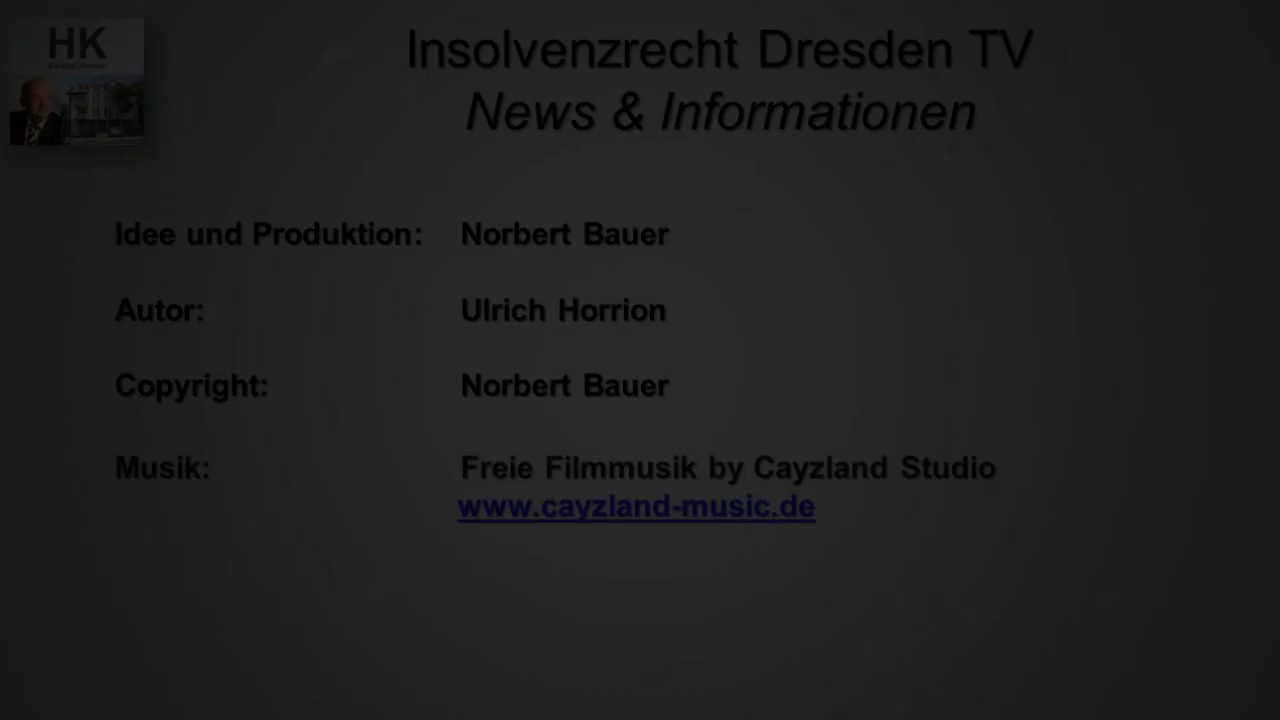 HK
Insolvenzrecht Dresden TV
News & Informationen
Idee und Produktion: Norbert Bauer
Autor: Ulrich Horrion
Copyright: Norbert Bauer
Musik: Freie Filmmusik by Cayzland Studio
www.cayzland-music.de